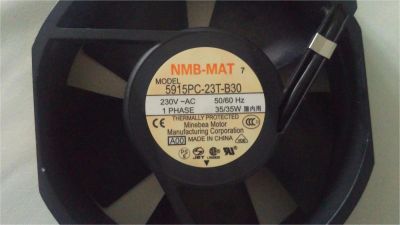 NMB-MAT 7
MODEL
5915PC-23T-B30
230V ~AC 50/60 Hz
1 PHASE 35/35W 屋内用
THERMALLY PROTECTED
Minebea Motor
Manufacturing Corporation
A00 MADE IN CHINA